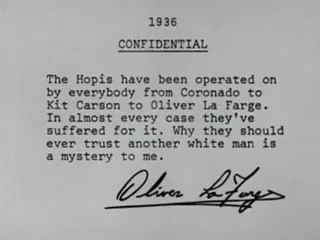 1936
CONFIDENTIAL
The Hopis have been operated on
by everybody from Coronado to
Kit Carson to Oliver La Farge.
In almost every case they've
suffered for it. Why they should
ever trust another white man is
a mystery to me.
Oliver La Farge